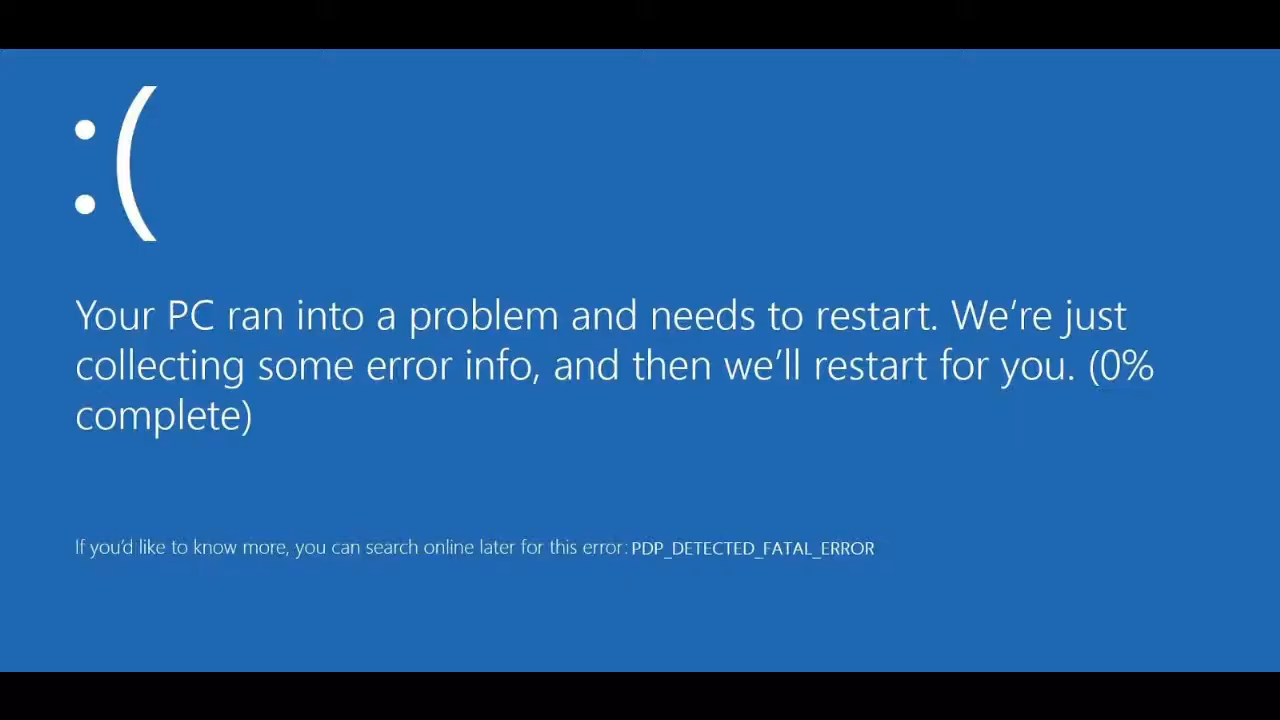 :(
Your PC ran into a problem and needs to restart. We're just
collecting some error info, and then we'll restart for you. (0%
complete)
If you'd like to know more, you can search online later for this error: PDP_DETECTED_FATAL_ERROR